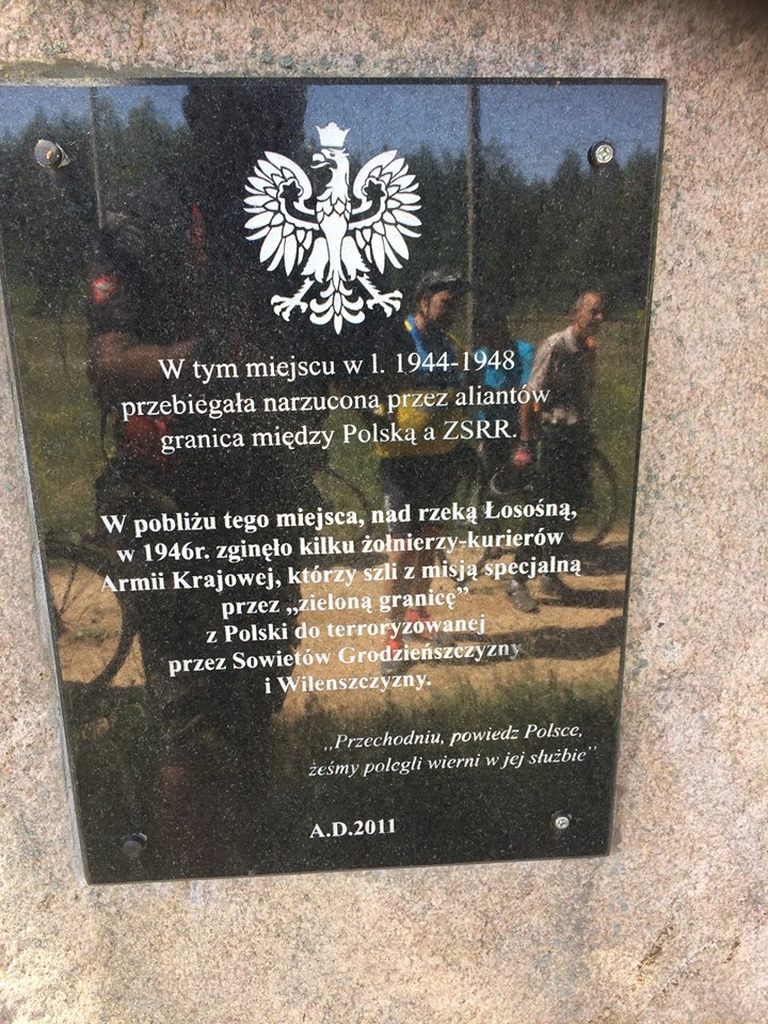 W tym miejscu w l. 1944-1948
przebiegała narzucona przez aliantów
granica między Polską a ZSRR.
W pobliżu tego miejsca, nad rzeką Łosośną,
w 1946r. zginęło kilku żołnierzy-kurierów
Armii Krajowej, którzy szli z misją specjalną
przez „zieloną granicę”
z Polski do terroryzowanej
przez Sowietów Grodzieńszczyzny
i Wileńszczyzny.
„Przechodniu, powiedz Polsce,
żeśmy polegli wierni w jej służbie”
A.D.2011